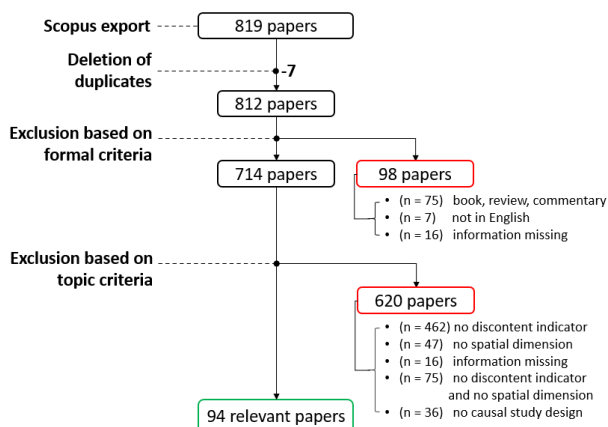 Scopus export
819 papers
Deletion of
duplicates
-7
812 papers
Exclusion based on
formal criteria
714 papers
98 papers
• (n = 75) book, review, commentary
• (n = 7) not in English
• (n = 16) information missing
Exclusion based on
topic criteria
620 papers
• (n = 462) no discontent indicator
• (n = 47) no spatial dimension
• (n = 16) information missing
• (n = 75) no discontent indicator
and no spatial dimension
• (n = 36) no causal study design
94 relevant papers